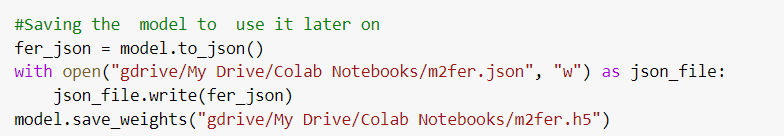 #Saving the  model to  use it later on
fer_json = model.to_json()
with open("gdrive/My Drive/Colab Notebooks/m2fer.json", "w") as json_file:
    json_file.write(fer_json)
model.save_weights("gdrive/My Drive/Colab Notebooks/m2fer.h5")